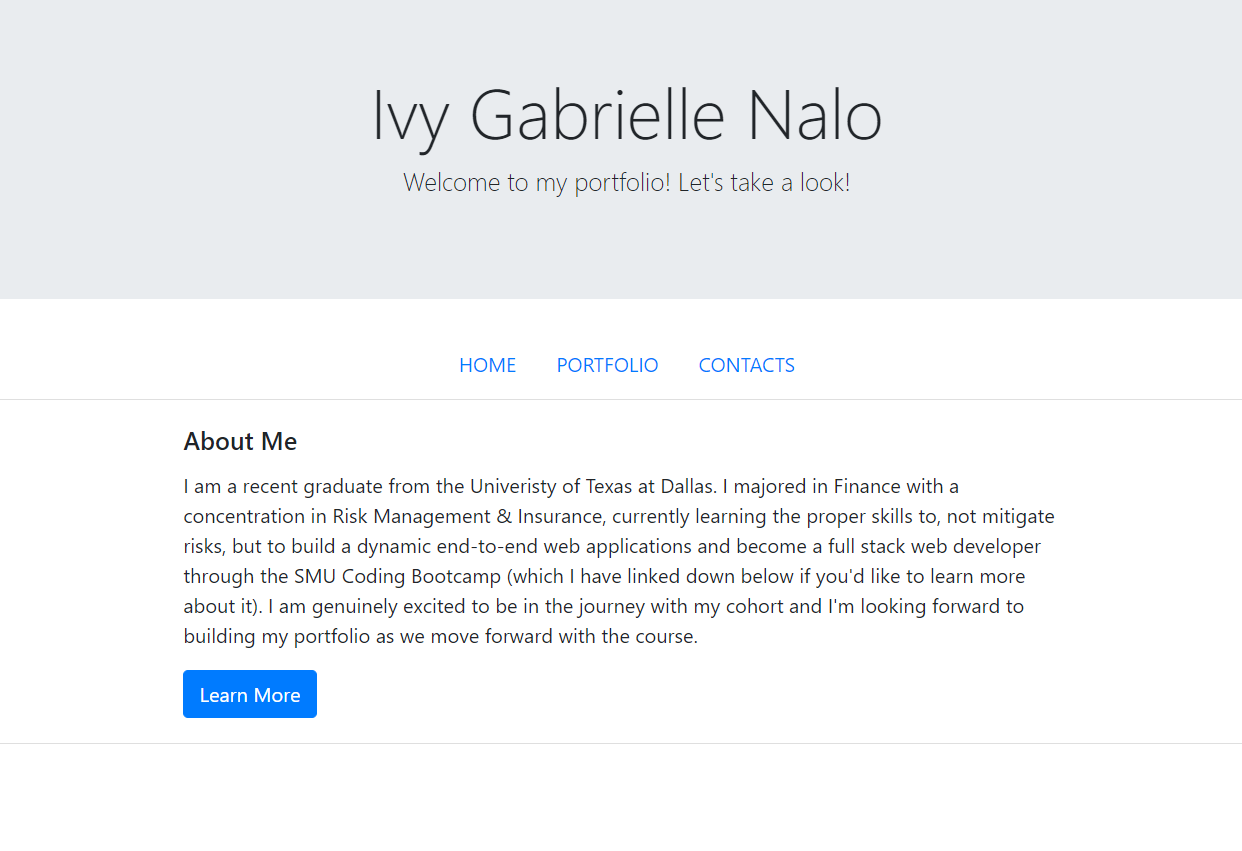 Ivy Gabrielle Nalo
Welcome to my portfolio! Let's take a look!
HOME PORTFOLIO CONTACTS
About Me
I am a recent graduate from the Univeristy of Texas at Dallas. I majored in Finance with a
concentration in Risk Management & Insurance, currently learning the proper skills to, not mitigate
risks, but to build a dynamic end-to-end web applications and become a full stack web developer
through the SMU Coding Bootcamp (which I have linked down below if you'd like to learn more
about it). I am genuinely excited to be in the journey with my cohort and I'm looking forward to
building my portfolio as we move forward with the course.
Learn More